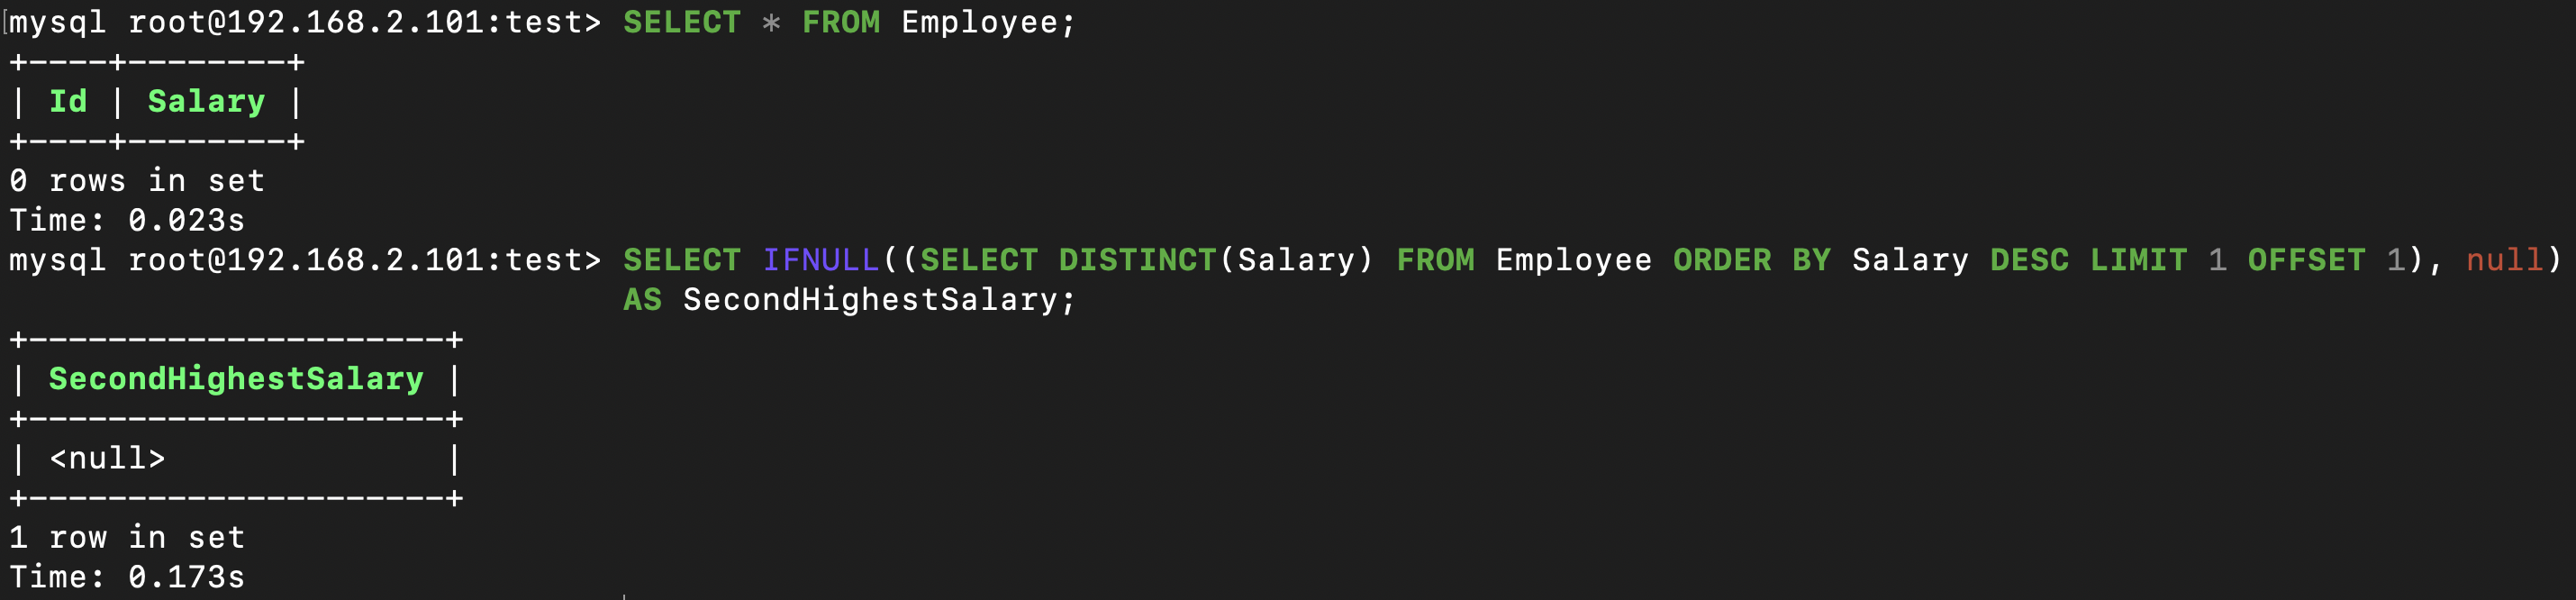 mysql root@192.168.2.101:test> SELECT * FROM Employee;
+----+--------+
| Id | Salary |
+----+--------+
0 rows in set
Time: 0.023s
mysql root@192.168.2.101:test> SELECT IFNULL((SELECT DISTINCT(Salary) FROM Employee ORDER BY Salary DESC LIMIT 1 OFFSET 1), null)
                               AS SecondHighestSalary;
+---------------------+
| SecondHighestSalary |
+---------------------+
| <null>              |
+---------------------+
1 row in set
Time: 0.173s